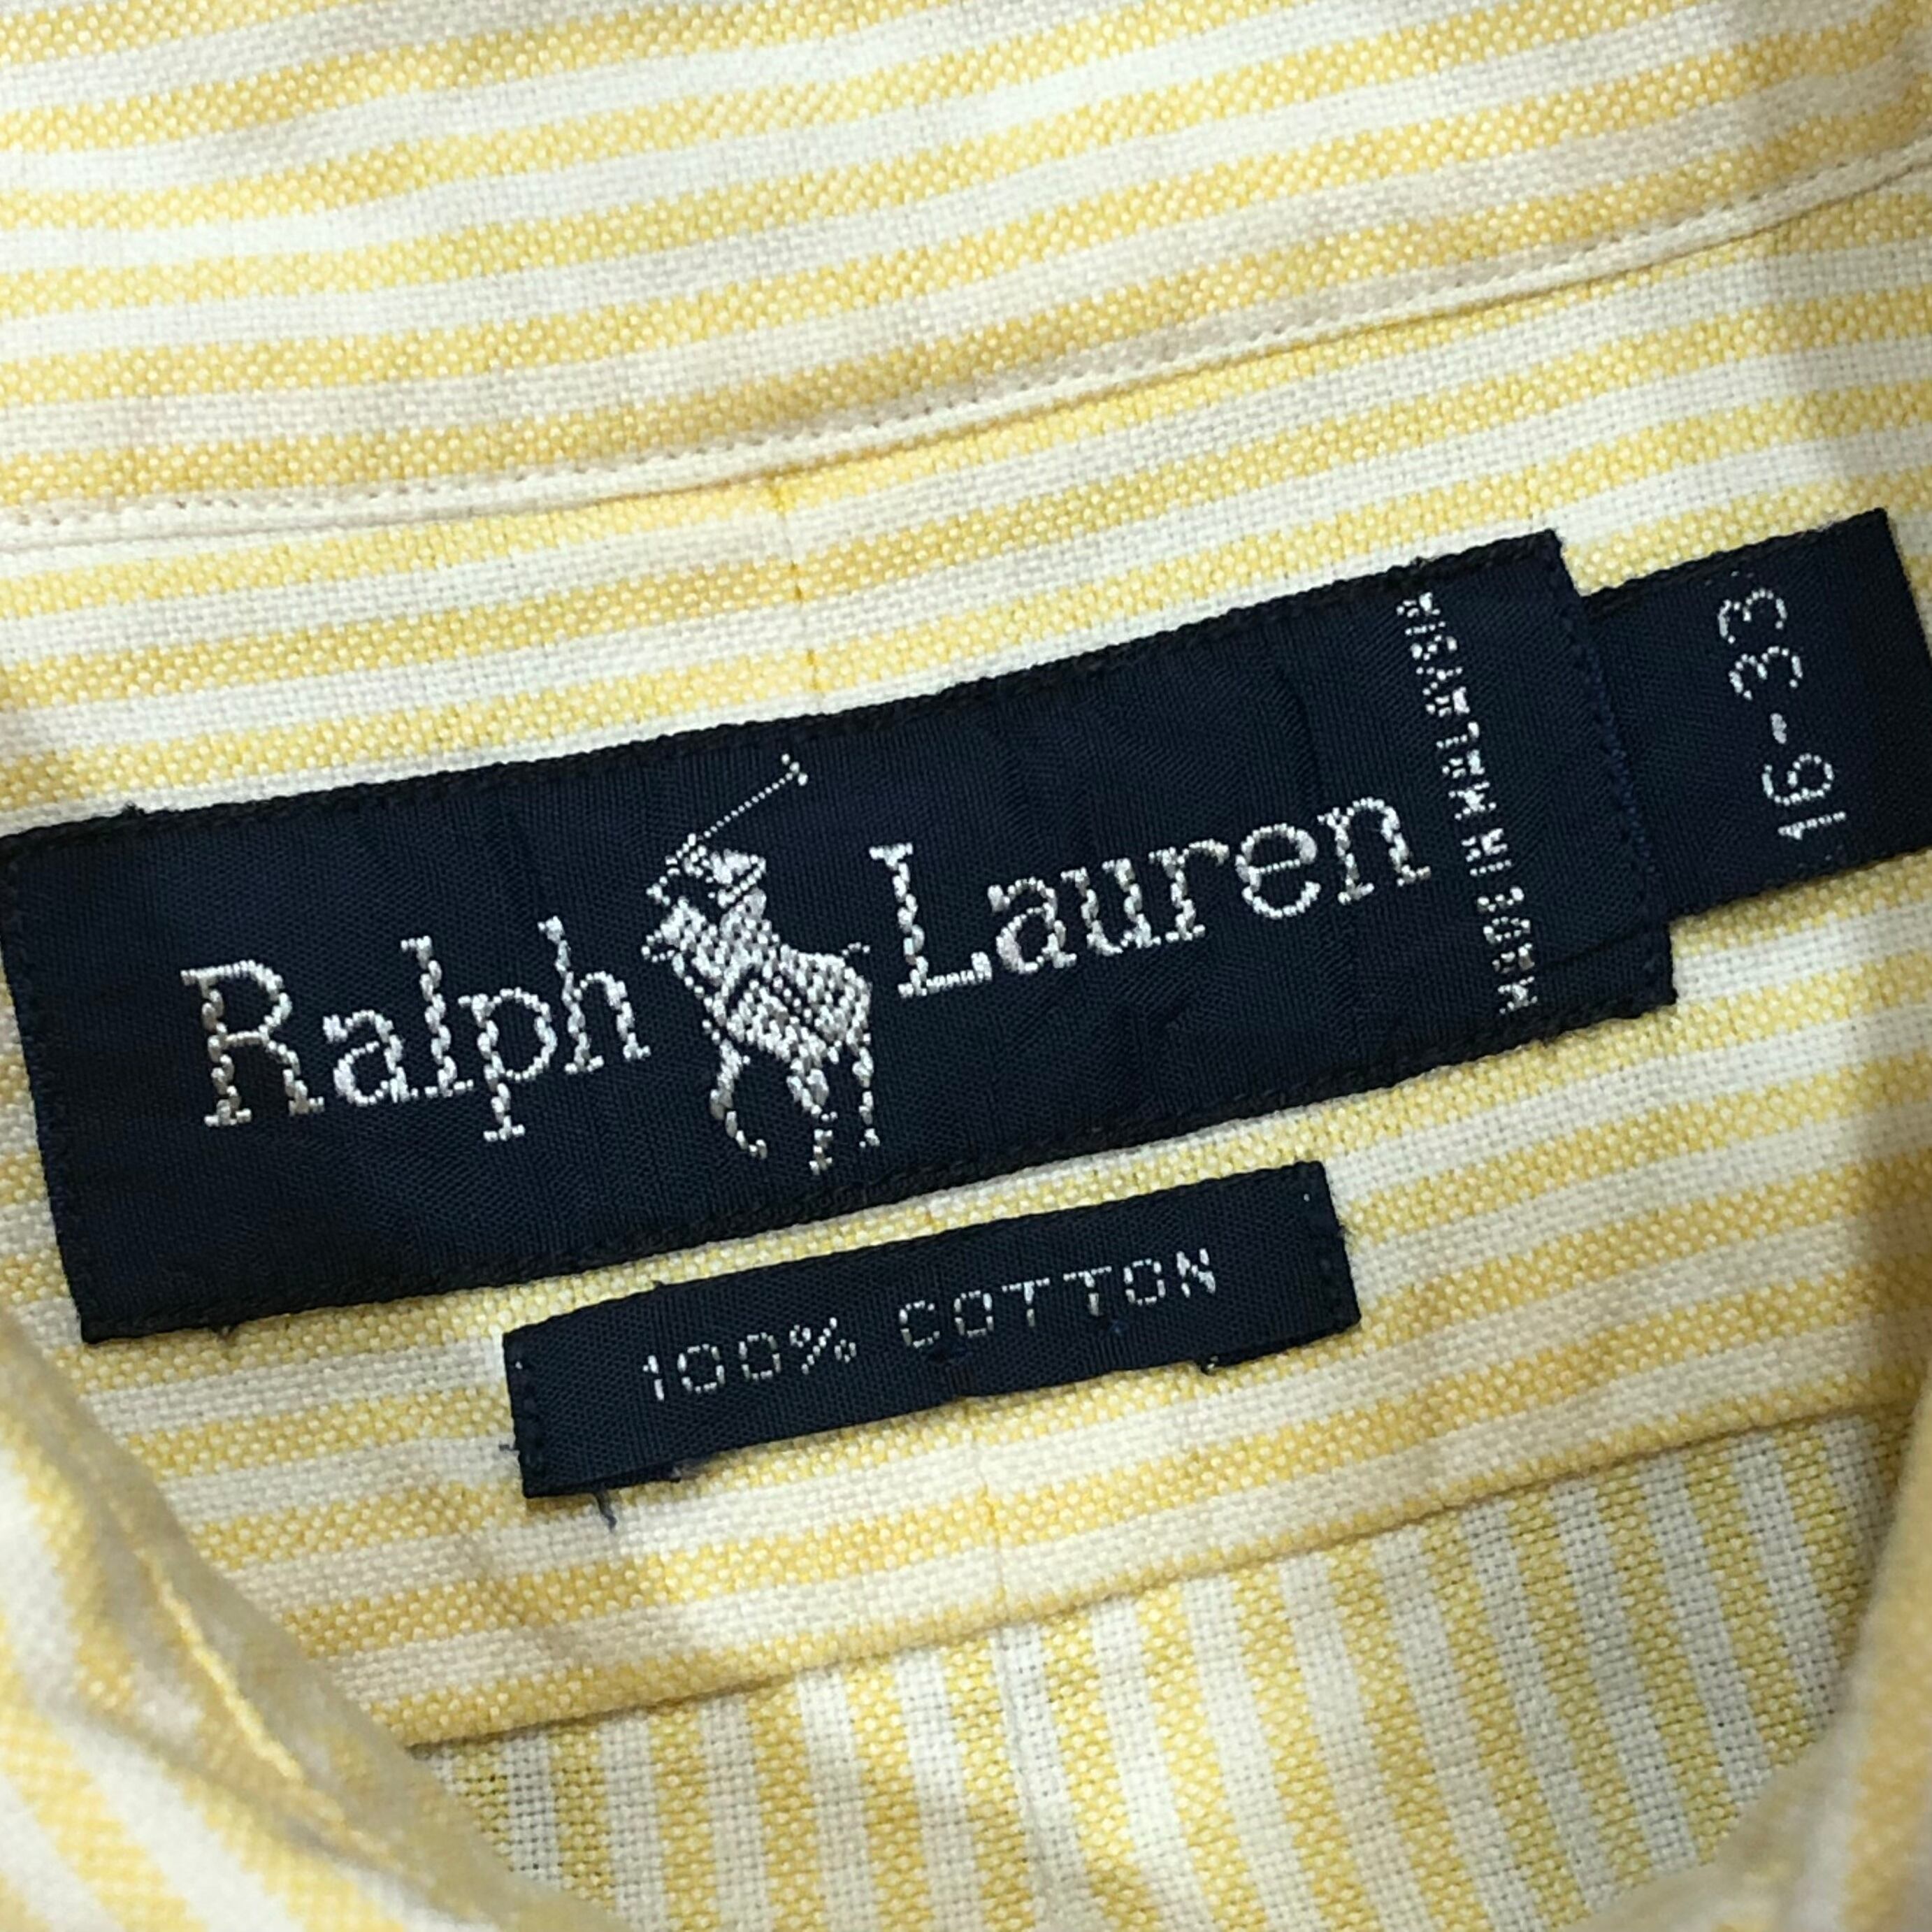 Ralph Lauren
MADE IN MALAYSIA
16-33
100% COTTON